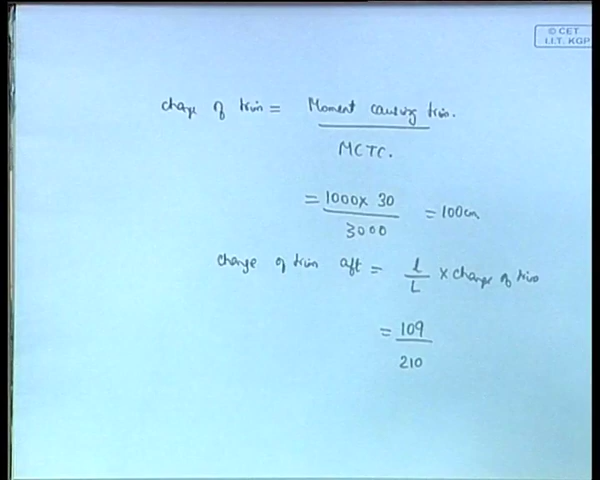 © CET
I.I.T. KGP
change of trim = Moment causing trim.
MCTC.
= 1000 x 30 = 100cm
3000
change of trim aft = l x change of trim
L
= 109
210